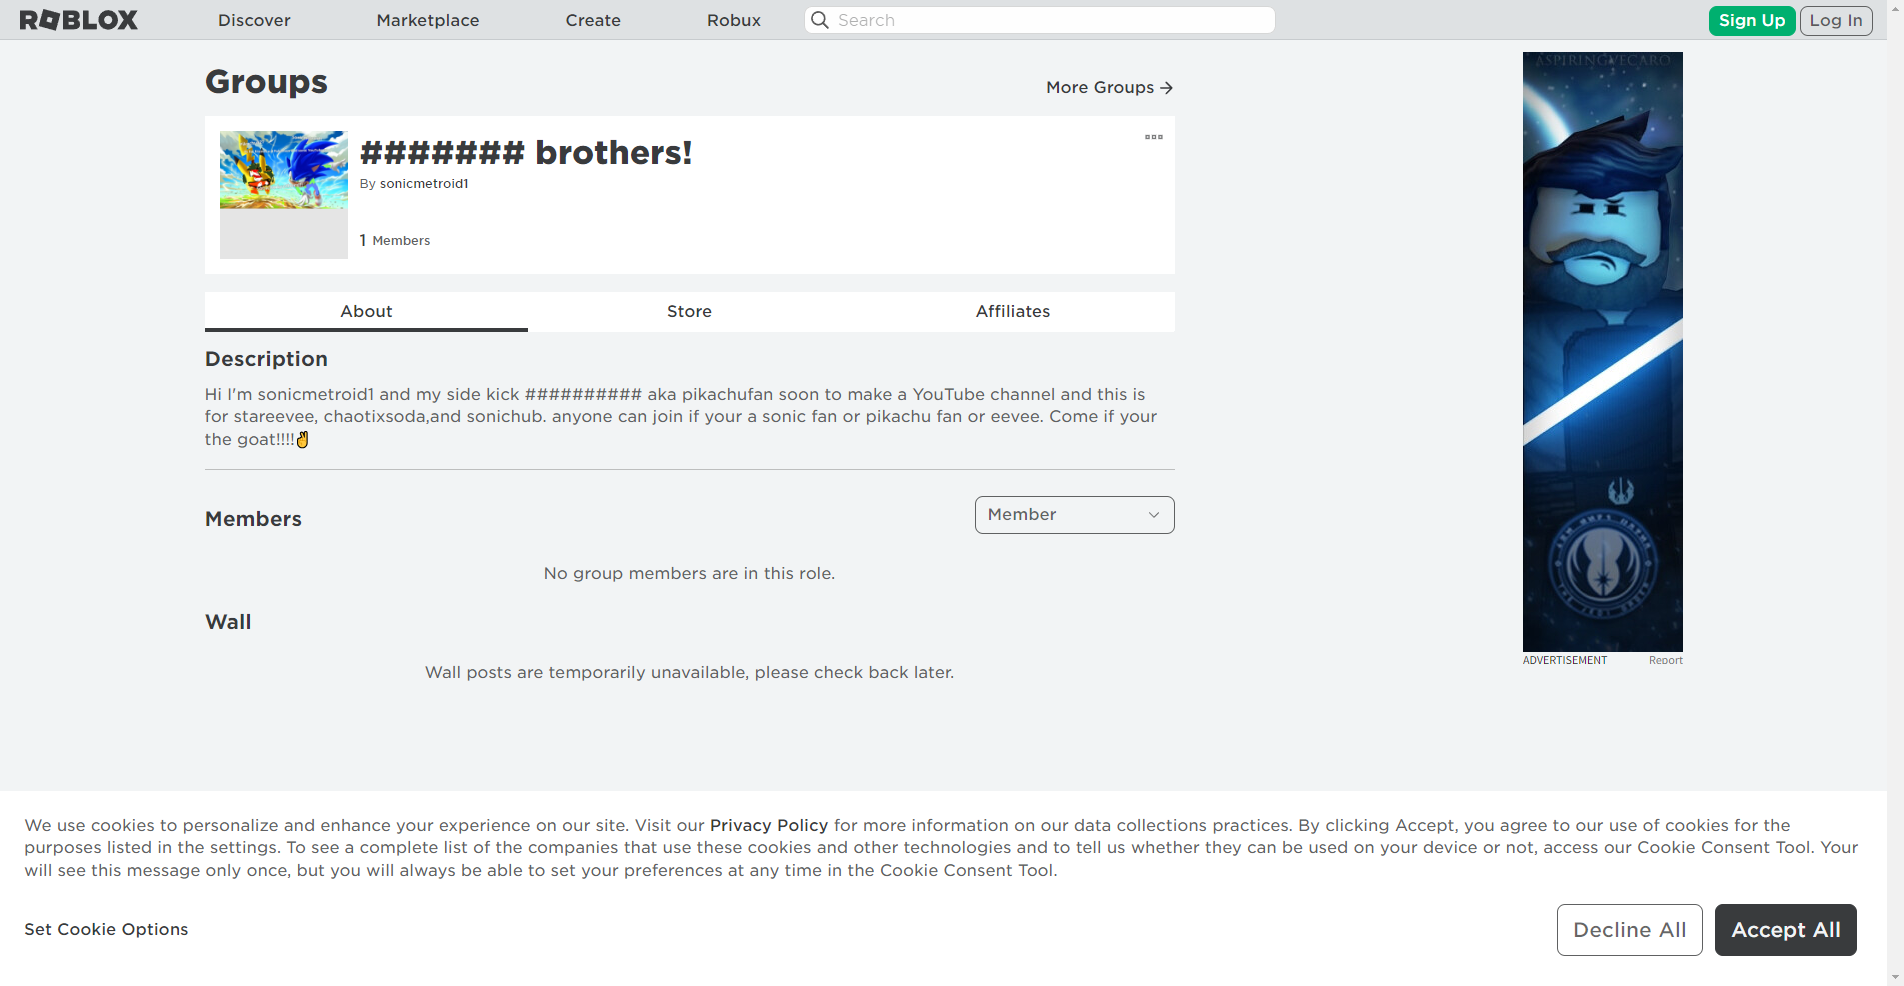 ROBLOX
Discover
Marketplace
Create
Robux
Search
Sign Up
Log In
Groups
More Groups
####### brothers!
By sonicmetroid1
1 Members
About
Store
Affiliates
Description
Hi I'm sonicmetroid1 and my side kick ########## aka pikachufan soon to make a YouTube channel and this is
for stareevee, chaotixsoda,and sonichub. anyone can join if your a sonic fan or pikachu fan or eevee. Come if your
the goat!!!!✌
Members
Member
No group members are in this role.
Wall
Wall posts are temporarily unavailable, please check back later.
ASPIRINGVECARO
ADVERTISEMENT
Report
We use cookies to personalize and enhance your experience on our site. Visit our Privacy Policy for more information on our data collections practices. By clicking Accept, you agree to our use of cookies for the
purposes listed in the settings. To see a complete list of the companies that use these cookies and other technologies and to tell us whether they can be used on your device or not, access our Cookie Consent Tool. Your
will see this message only once, but you will always be able to set your preferences at any time in the Cookie Consent Tool.
Set Cookie Options
Decline All
Accept All